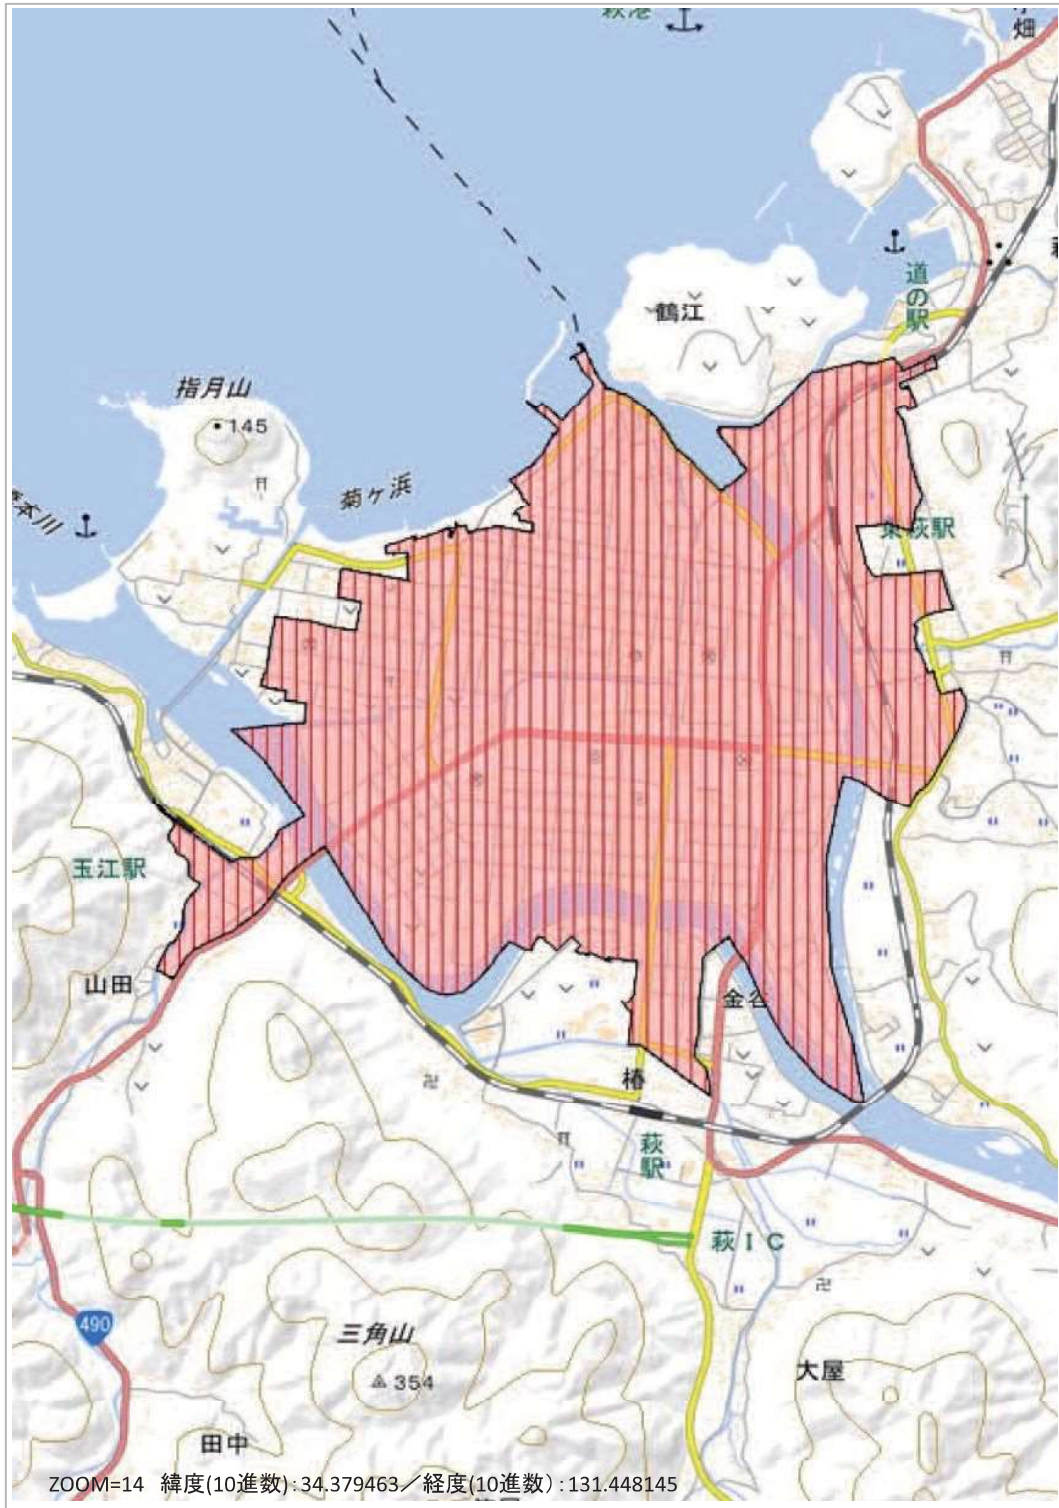 萩港
畑
道の駅
鶴江
指月山
145
菊ヶ浜
本川
東萩駅
玉江駅
山田
金谷
椿
萩駅
萩IC
490
三角山
354
大屋
田中
ZOOM=14 緯度(10進数):34.379463/経度(10進数):131.448145